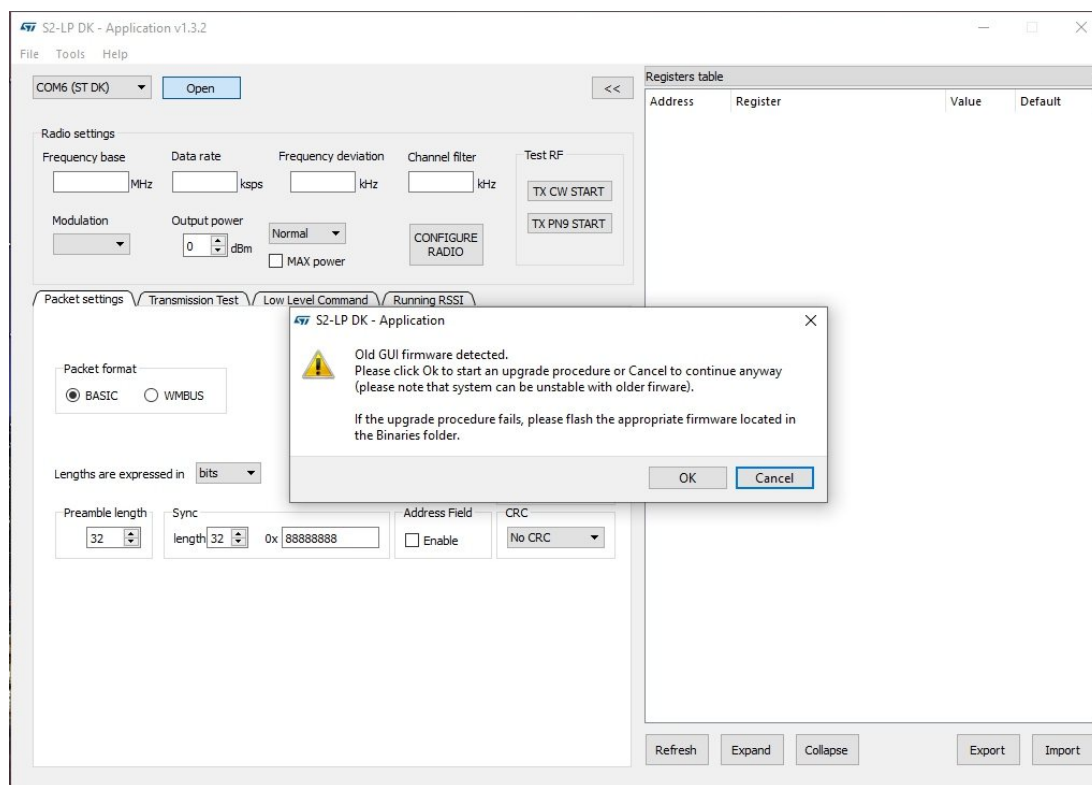 S2-LP DK - Application v1.3.2
File Tools Help
COM6 (ST DK)
Open
<<
Radio settings
Frequency base
Data rate
Frequency deviation
Channel filter
Test RF
MHz
ksps
kHz
kHz
TX CW START
TX PN9 START
Modulation
Output power
0 dBm
Normal
MAX power
CONFIGURE
RADIO
Packet settings
Transmission Test
Low Level Command
Running RSSI
Packet format
BASIC
WMBUS
Lengths are expressed in bits
Preamble length
32
Sync
length 32 0x 88888888
Address Field
Enable
CRC
No CRC
S2-LP DK - Application
Old GUI firmware detected.
Please click Ok to start an upgrade procedure or Cancel to continue anyway
(please note that system can be unstable with older firware).
If the upgrade procedure fails, please flash the appropriate firmware located in
the Binaries folder.
OK
Cancel
Registers table
Address Register Value Default
Refresh
Expand
Collapse
Export
Import